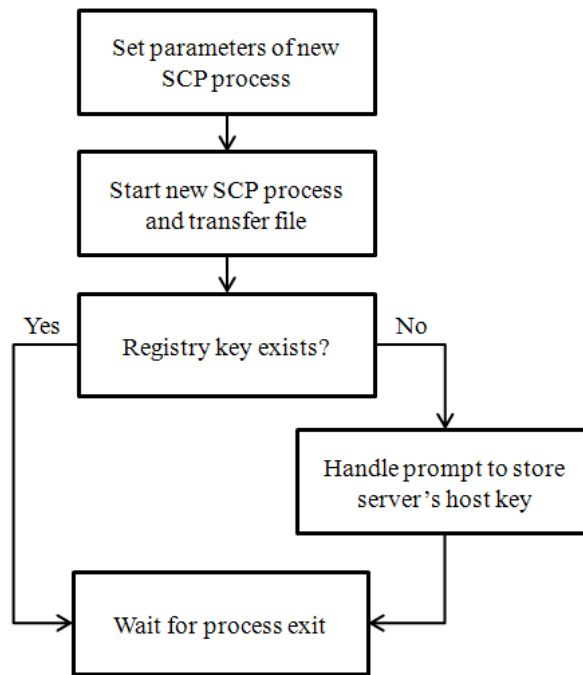 Set parameters of new
SCP process
Start new SCP process
and transfer file
Yes
No
Registry key exists?
Handle prompt to store
server’s host key
Wait for process exit